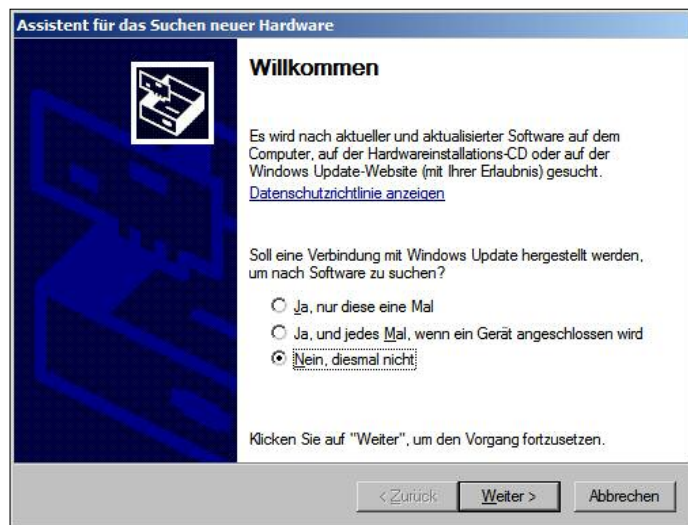 Assistent für das Suchen neuer Hardware
Willkommen
Es wird nach aktueller und aktualisierter Software auf dem
Computer, auf der Hardwareinstallations-CD oder auf der
Windows Update-Website (mit Ihrer Erlaubnis) gesucht.
Datenschutzrichtlinie anzeigen
Soll eine Verbindung mit Windows Update hergestellt werden,
um nach Software zu suchen?
Ja, nur diese eine Mal
Ja, und jedes Mal, wenn ein Gerät angeschlossen wird
Nein, diesmal nicht
Klicken Sie auf "Weiter", um den Vorgang fortzusetzen.
< Zurück Weiter > Abbrechen